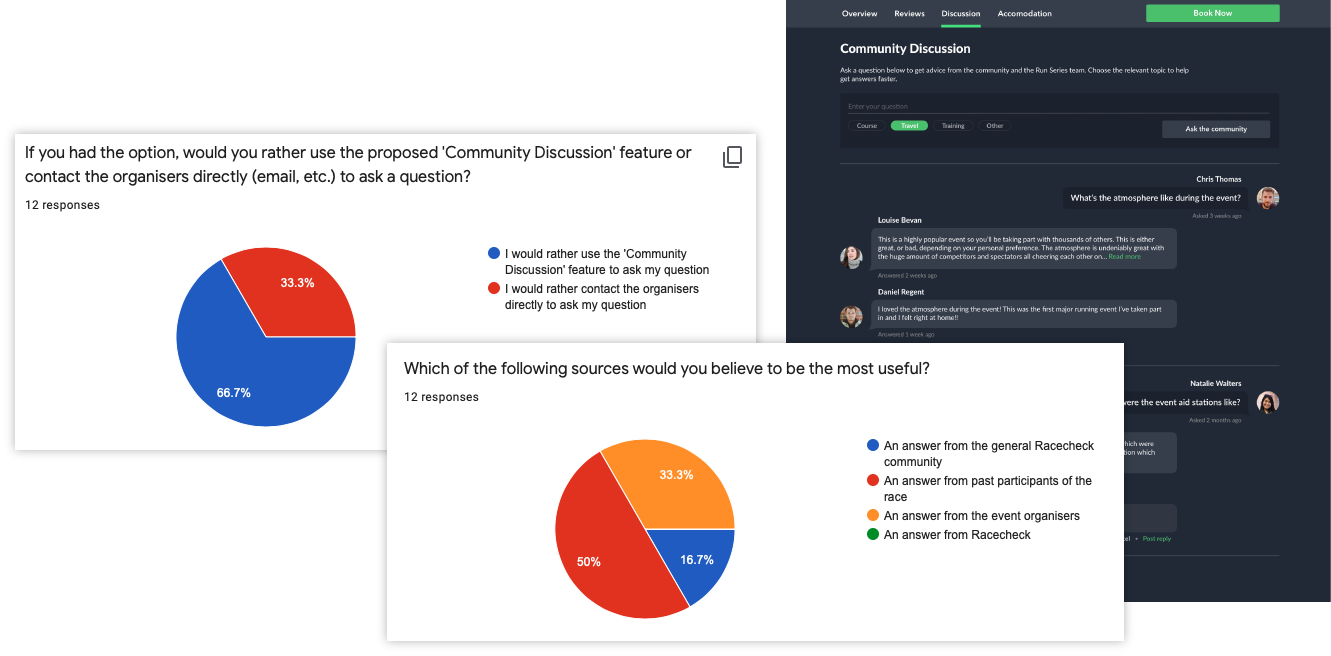 If you had the option, would you rather use the proposed 'Community Discussion' feature or
contact the organisers directly (email, etc.) to ask a question?
12 responses
33.3%
66.7%
I would rather use the 'Community
Discussion' feature to ask my question
I would rather contact the organisers
directly to ask my question
Which of the following sources would you believe to be the most useful?
12 responses
33.3%
50%
16.7%
An answer from the general Racecheck
community
An answer from past participants of the
race
An answer from the event organisers
An answer from Racecheck
Overview Reviews Discussion Accomodation Book Now
Community Discussion
Ask a question below to get advice from the community and the Run Series team. Choose the relevant topic to help
get answers faster.
Enter your question
Course Travel Training Other Ask the community
Chris Thomas
What's the atmosphere like during the event?
Asked 3 weeks ago
Louise Bevan
This is a highly popular event so you'll be taking part with thousands of others. This is either
great, or bad, depending on your personal preference. The atmosphere is undeniably great with
the huge amount of competitors and spectators all cheering each other on... Read more
Answered 2 weeks ago
Daniel Regent
I loved the atmosphere during the event! This was the first major running event I've taken part
in and I felt right at home!!
Answered 1 week ago
Natalie Walters
were the event aid stations like?
Asked 2 months ago
hich were
tion which
cel • Post reply